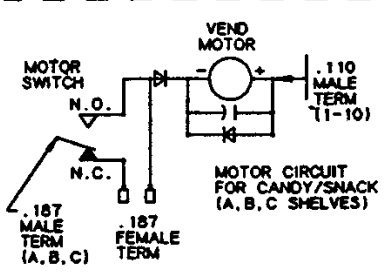 VEND
MOTOR
MOTOR
SWITCH
N.O.
N.C.
- +
.110
MALE
TERM
(1-10)
MOTOR CIRCUIT
FOR CANDY/SNACK
(A,B,C SHELVES)
.187
MALE
TERM
(A,B,C)
.187
FEMALE
TERM